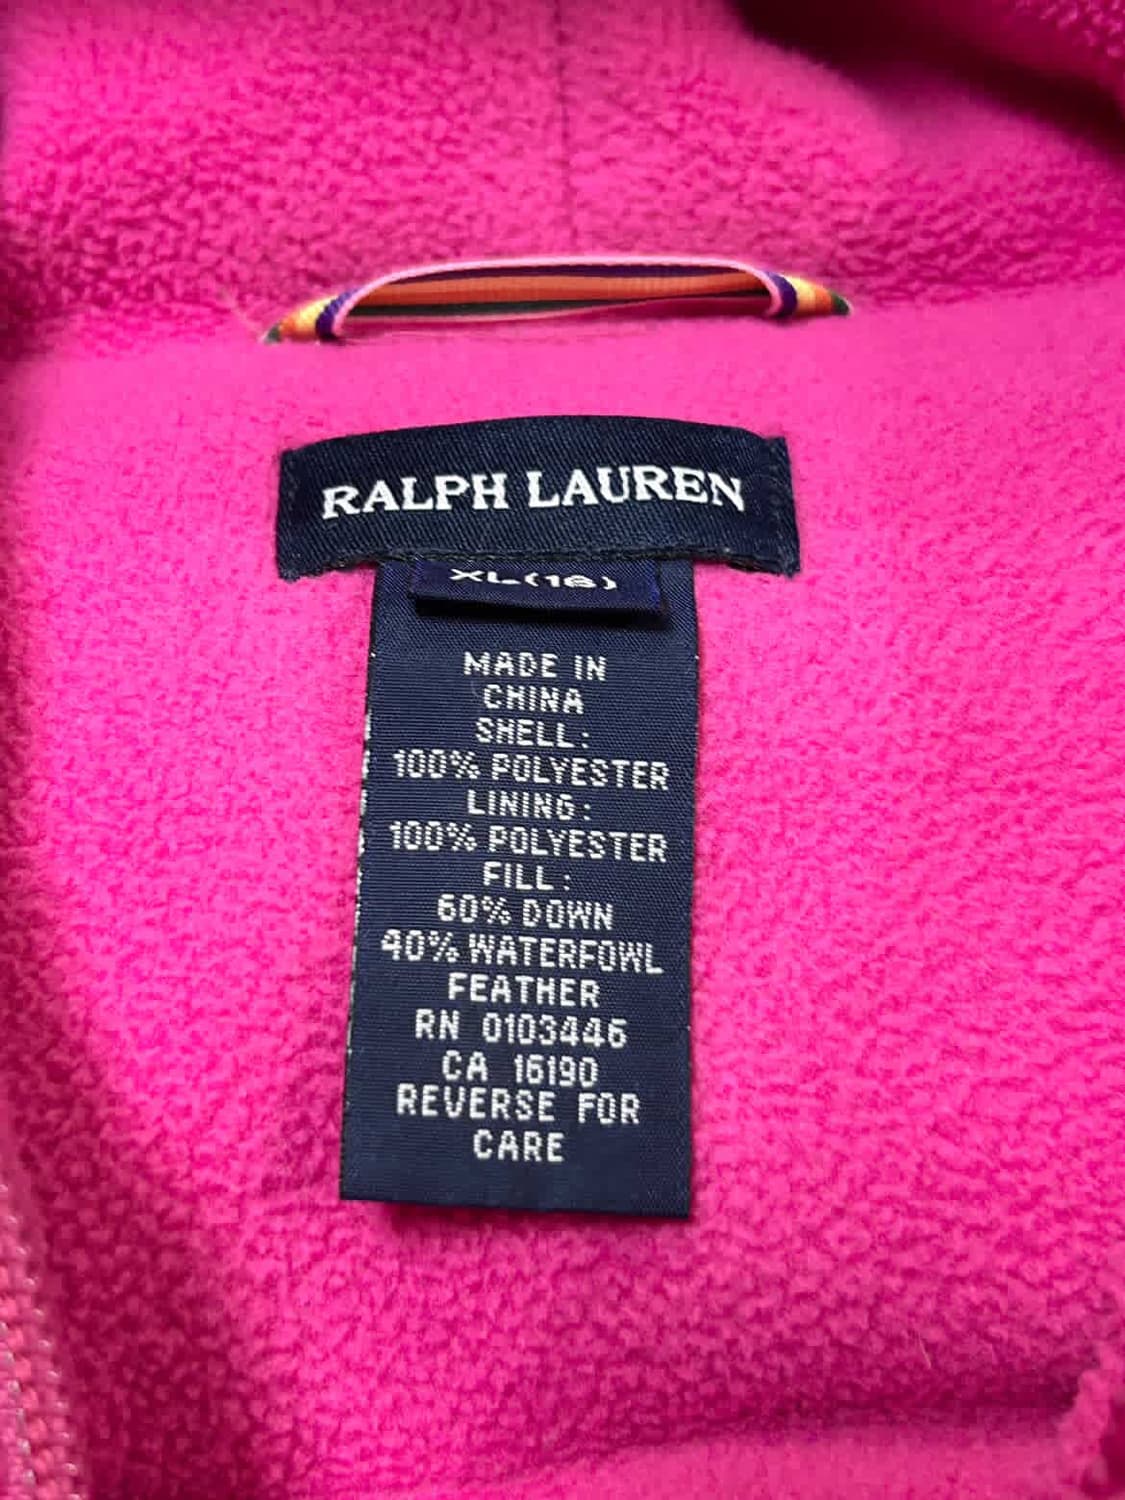 RALPH LAUREN
XL(16)
MADE IN
CHINA
SHELL:
100% POLYESTER
LINING:
100% POLYESTER
FILL:
60% DOWN
40% WATERFOWL
FEATHER
RN 0103446
CA 16190
REVERSE FOR
CARE